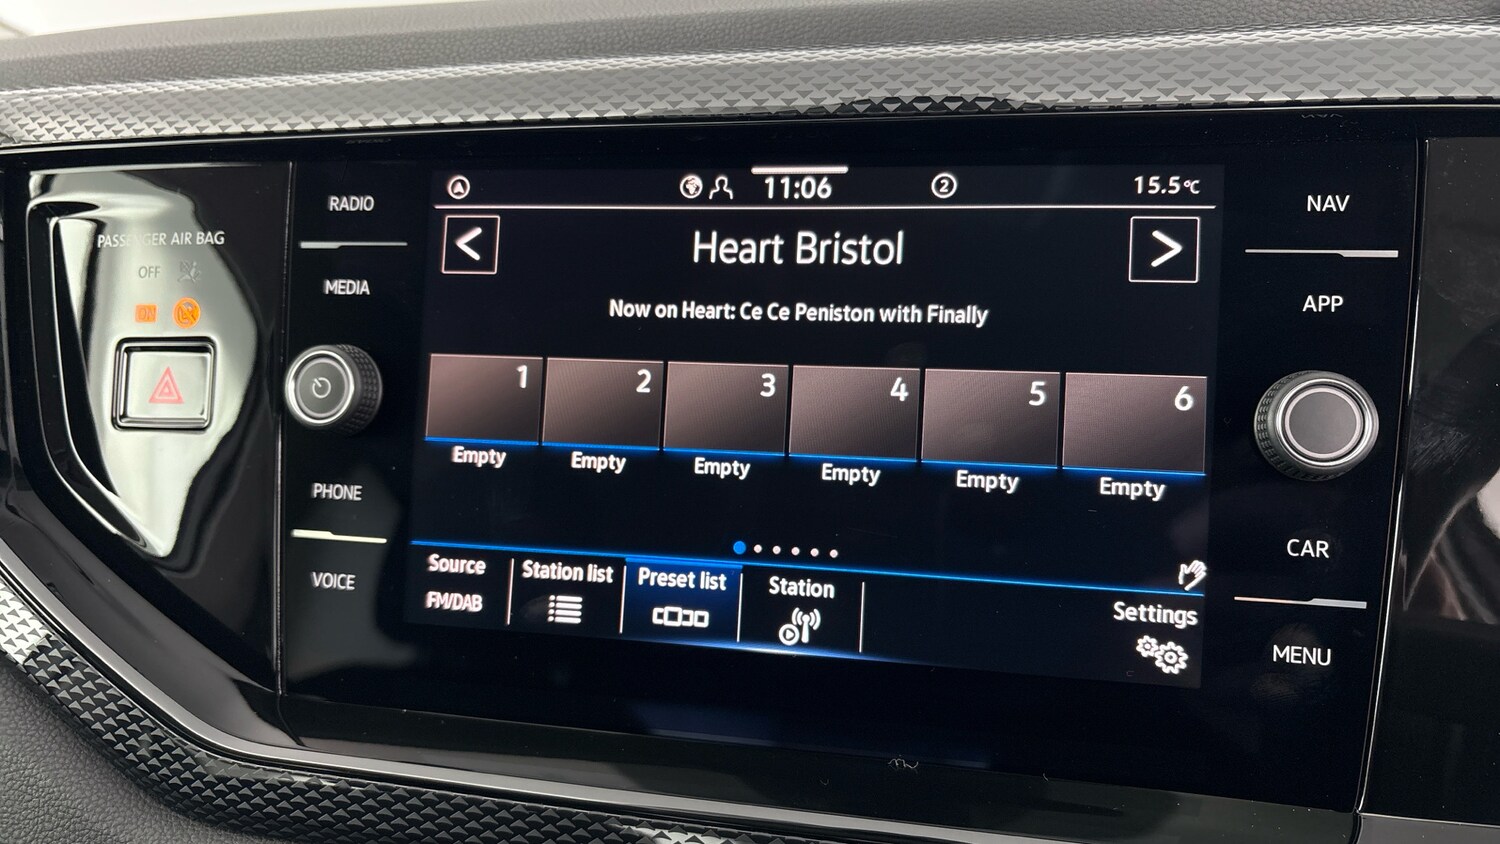 PASSENGER AIR BAG
OFF
ON
RADIO
MEDIA
PHONE
VOICE
A
11:06
2
15.5°C
<
Heart Bristol
>
Now on Heart: Ce Ce Peniston with Finally
1 2 3 4 5 6
Empty Empty Empty Empty Empty Empty
Source
FM/DAB
Station list
Preset list
Station
Settings
NAV
APP
CAR
MENU